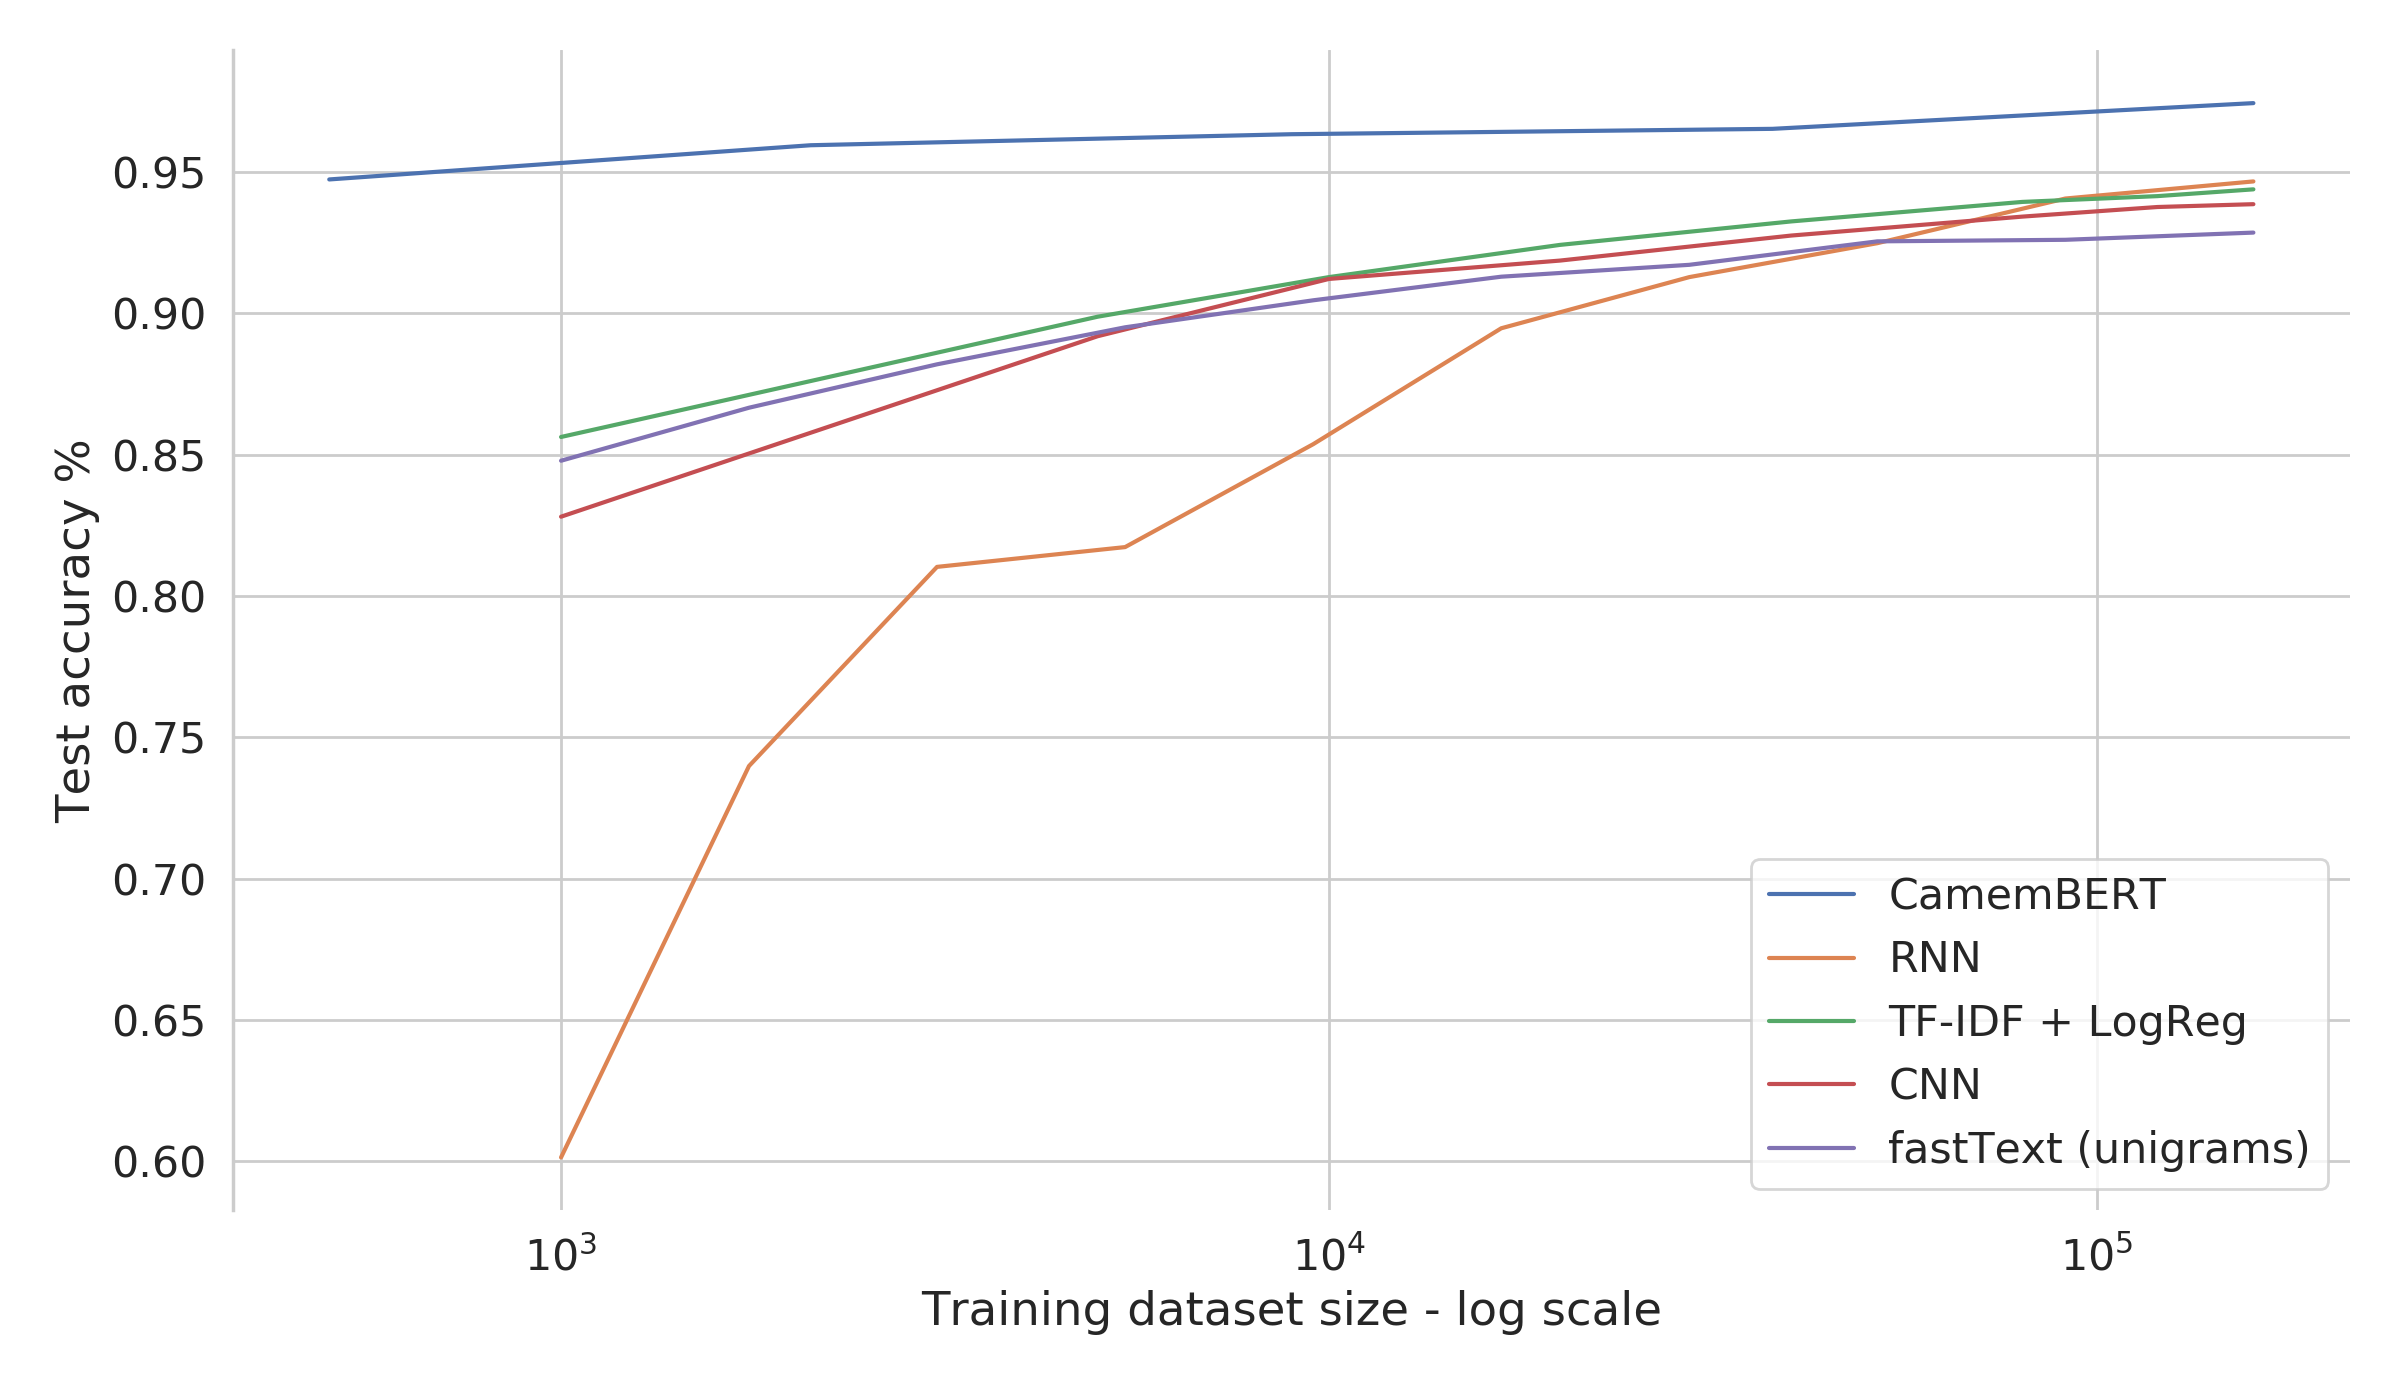 Test accuracy %
0.95
0.90
0.85
0.80
0.75
0.70
0.65
0.60
CamemBERT
RNN
TF-IDF + LogReg
CNN
fastText (unigrams)
10³ 10⁴ 10⁵
Training dataset size - log scale